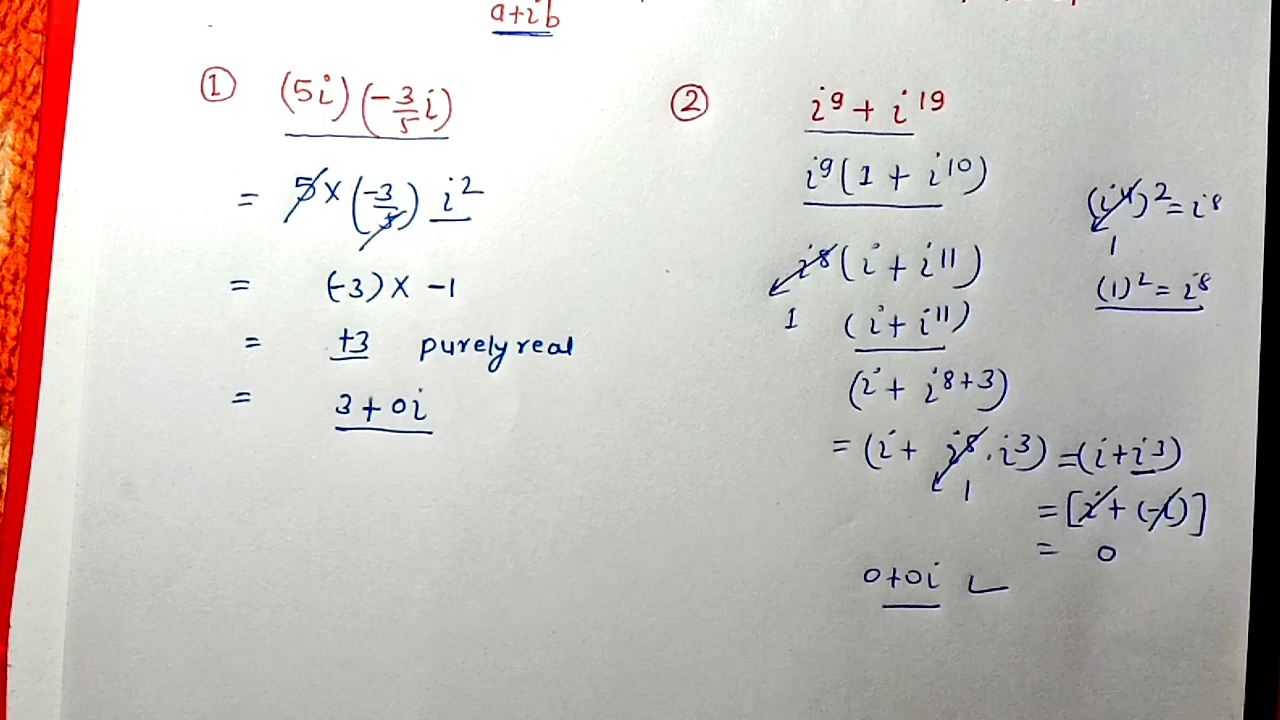 a+ib
① (5i)(-3/5 i)
= 5×(-3/5) i²
= (-3)× -1
= +3 purely real
= 3+0i
② i⁹ + i¹⁹
i⁹(1 + i¹⁰)
i⁸(i + i¹¹)
1 (i + i¹¹)
(i + i⁸⁺³)
= (i + i⁸.i³) = (i+i³)
1
= [i + (-i)]
= 0
0+0i
(i⁴)² = i⁸
1
(1)² = i⁸